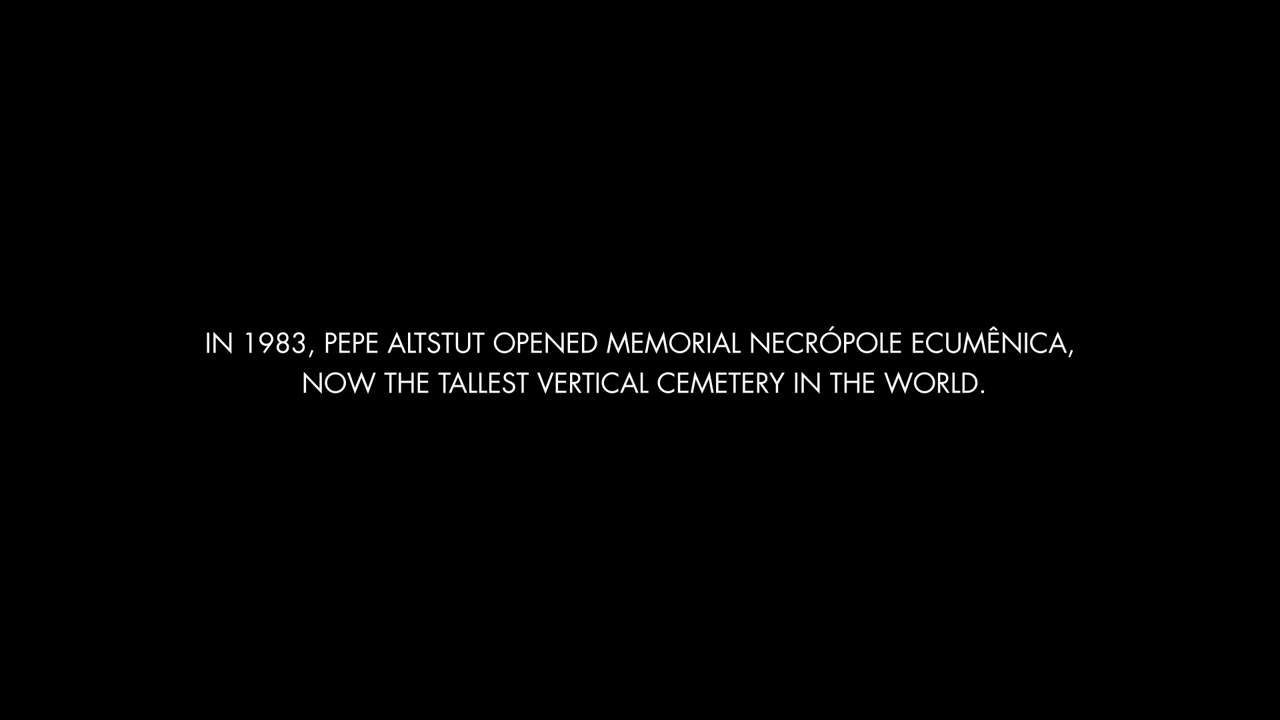 IN 1983, PEPE ALTSTUT OPENED MEMORIAL NECRÓPOLE ECUMÊNICA,
NOW THE TALLEST VERTICAL CEMETERY IN THE WORLD.